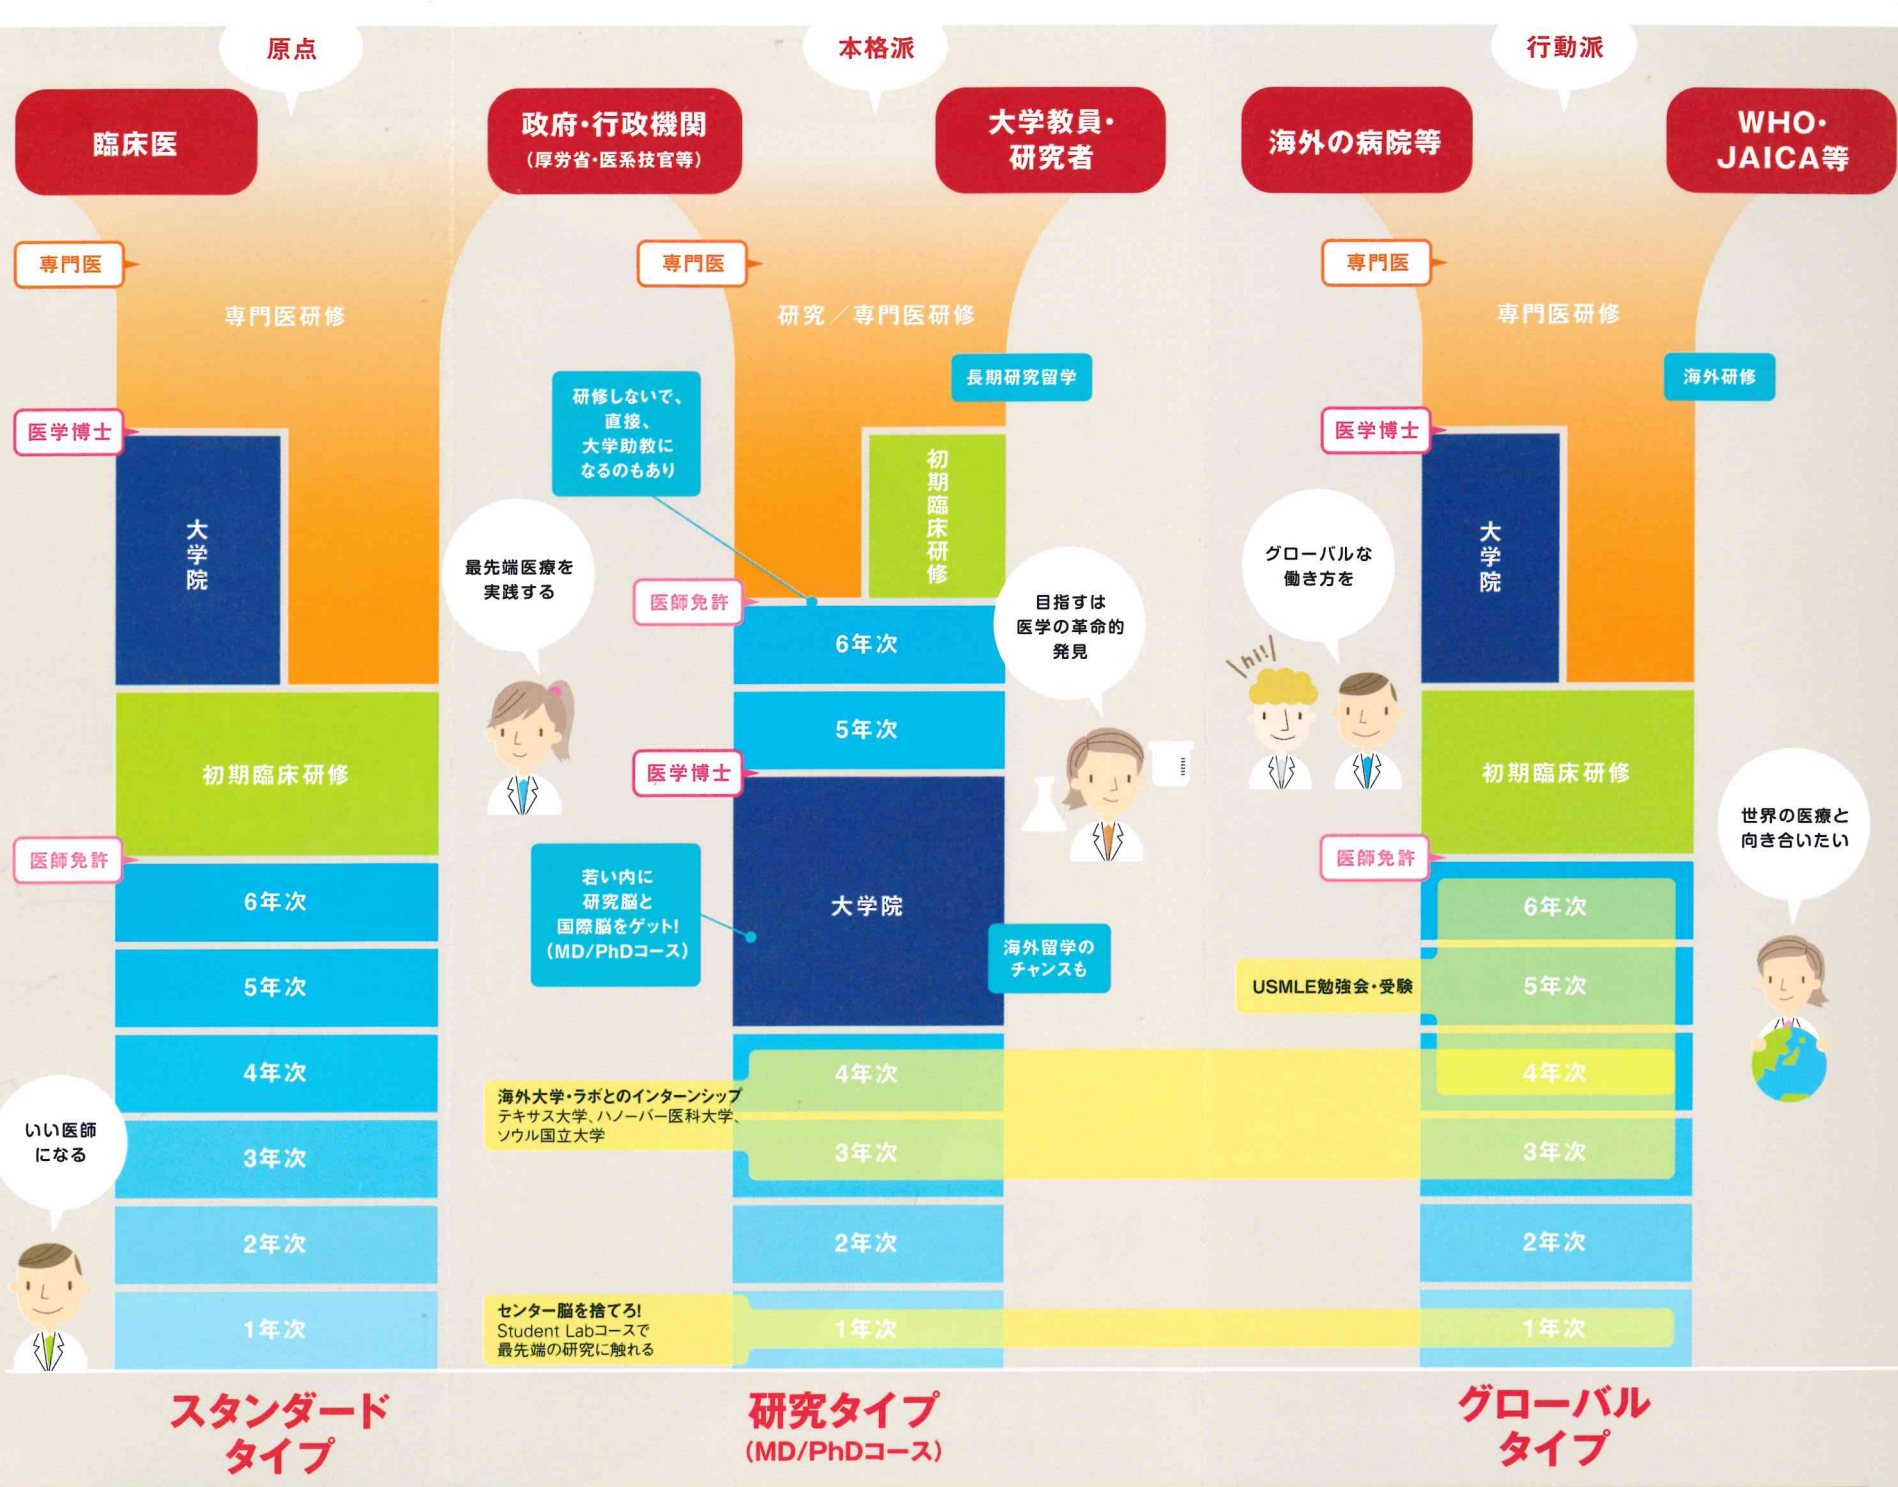 原点
本格派
行動派
臨床医
政府・行政機関
(厚労省・医系技官等)
大学教員・
研究者
海外の病院等
WHO・
JAICA等
専門医
専門医研修
医学博士
大学院
初期臨床研修
医師免許
6年次
5年次
4年次
3年次
2年次
1年次
いい医師
になる
スタンダード
タイプ
最先端医療を
実践する
専門医
研究／専門医研修
長期研究留学
研修しないで、
直接、
大学助教に
なるのもあり
初期臨床研修
医師免許
6年次
5年次
目指すは
医学の革命的
発見
医学博士
大学院
若い内に
研究脳と
国際脳をゲット!
(MD/PhDコース)
海外留学の
チャンスも
4年次
海外大学・ラボとのインターンシップ
テキサス大学、ハノーバー医科大学、
ソウル国立大学
3年次
2年次
センター脳を捨てろ!
Student Labコースで
最先端の研究に触れる
1年次
研究タイプ
(MD/PhDコース)
専門医
専門医研修
海外研修
医学博士
大学院
グローバルな
働き方を
hi!
初期臨床研修
世界の医療と
向き合いたい
医師免許
6年次
USMLE勉強会・受験
5年次
4年次
3年次
2年次
1年次
グローバル
タイプ